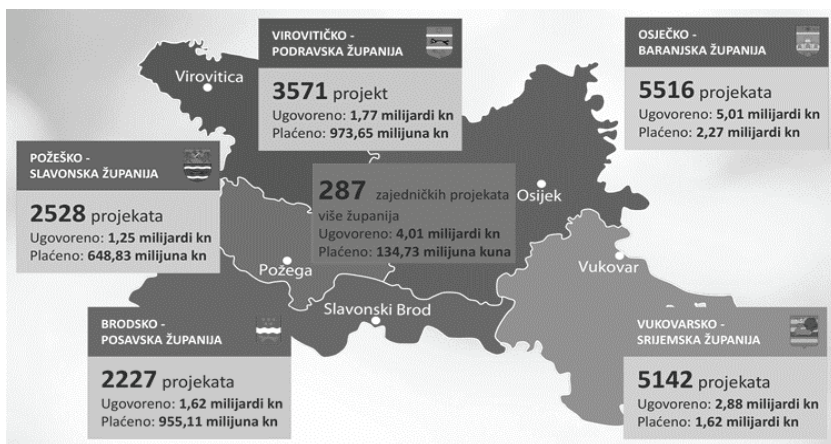 VIROVITIČKO -
PODRAVSKA ŽUPANIJA
3571 projekt
Ugovoreno: 1,77 milijardi kn
Plaćeno: 973,65 milijuna kn
OSJEČKO -
BARANJSKA ŽUPANIJA
5516 projekata
Ugovoreno: 5,01 milijardi kn
Plaćeno: 2,27 milijardi kn
Virovitica
POŽEŠKO -
SLAVONSKA ŽUPANIJA
2528 projekata
Ugovoreno: 1,25 milijardi kn
Plaćeno: 648,83 milijuna kn
287 zajedničkih projekata
više županija
Ugovoreno: 4,01 milijardi kn
Plaćeno: 134,73 milijuna kuna
Osijek
Požega
Vukovar
Slavonski Brod
BRODSKO -
POSAVSKA ŽUPANIJA
2227 projekata
Ugovoreno: 1,62 milijardi kn
Plaćeno: 955,11 milijuna kn
VUKOVARSKO -
SRIJEMSKA ŽUPANIJA
5142 projekata
Ugovoreno: 2,88 milijardi kn
Plaćeno: 1,62 milijardi kn